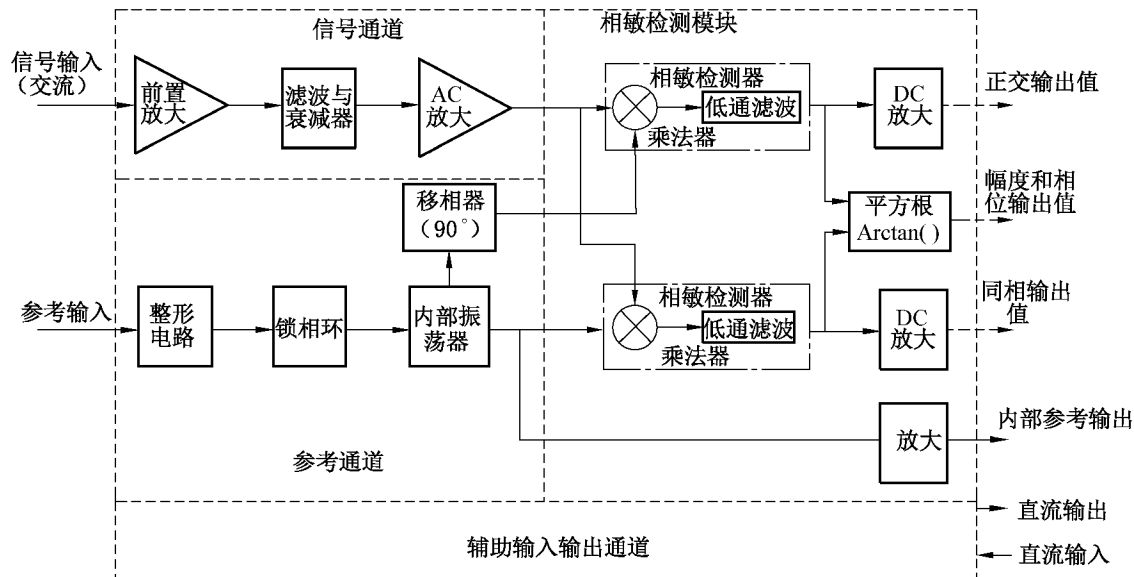 信号通道
相敏检测模块
信号输入
(交流)
前置
放大
滤波与
衰减器
AC
放大
相敏检测器
低通滤波
乘法器
DC
放大
正交输出值
移相器
(90°)
平方根
Arctan( )
幅度和相
位输出值
参考输入
整形
电路
锁相环
内部振
荡器
相敏检测器
低通滤波
乘法器
DC
放大
同相输出
值
放大
内部参考输出
参考通道
直流输出
辅助输入输出通道
直流输入